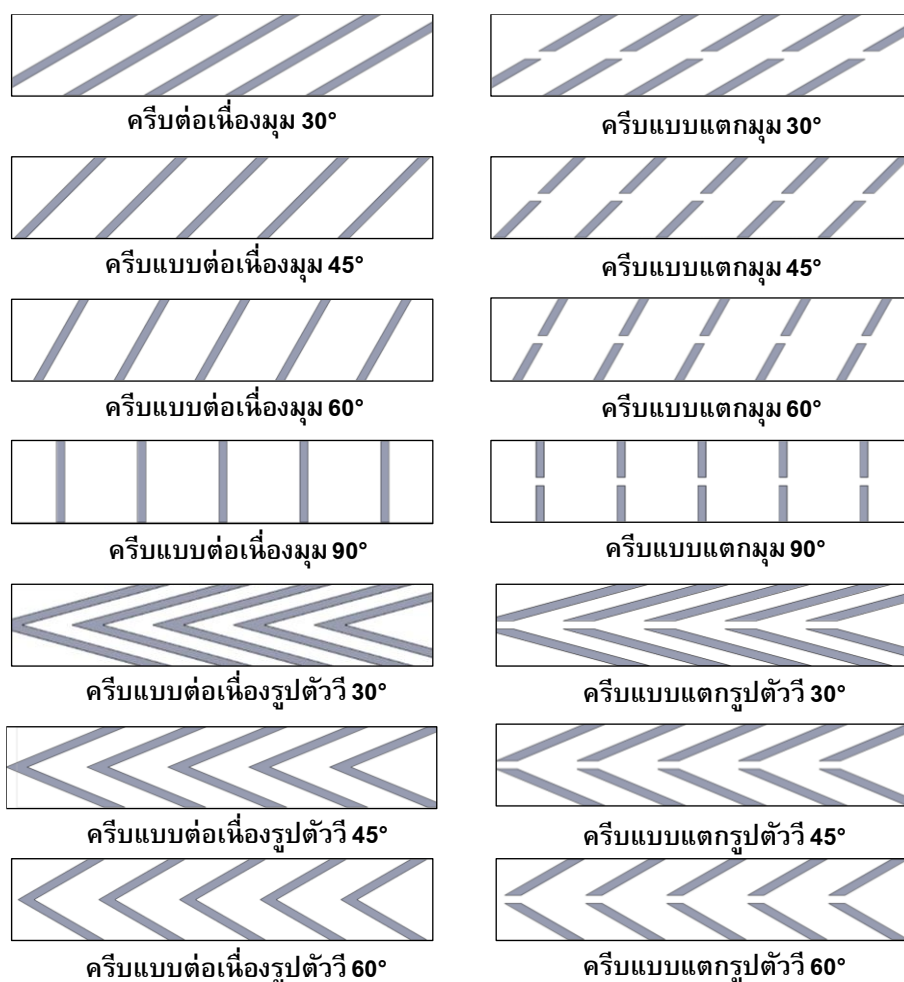 ครีบต่อเนื่องมุม 30°
ครีบแบบแตกมุม 30°
ครีบแบบต่อเนื่องมุม 45°
ครีบแบบแตกมุม 45°
ครีบแบบต่อเนื่องมุม 60°
ครีบแบบแตกมุม 60°
ครีบแบบต่อเนื่องมุม 90°
ครีบแบบแตกมุม 90°
ครีบแบบต่อเนื่องรูปตัววี 30°
ครีบแบบแตกรูปตัววี 30°
ครีบแบบต่อเนื่องรูปตัววี 45°
ครีบแบบแตกรูปตัววี 45°
ครีบแบบต่อเนื่องรูปตัววี 60°
ครีบแบบแตกรูปตัววี 60°